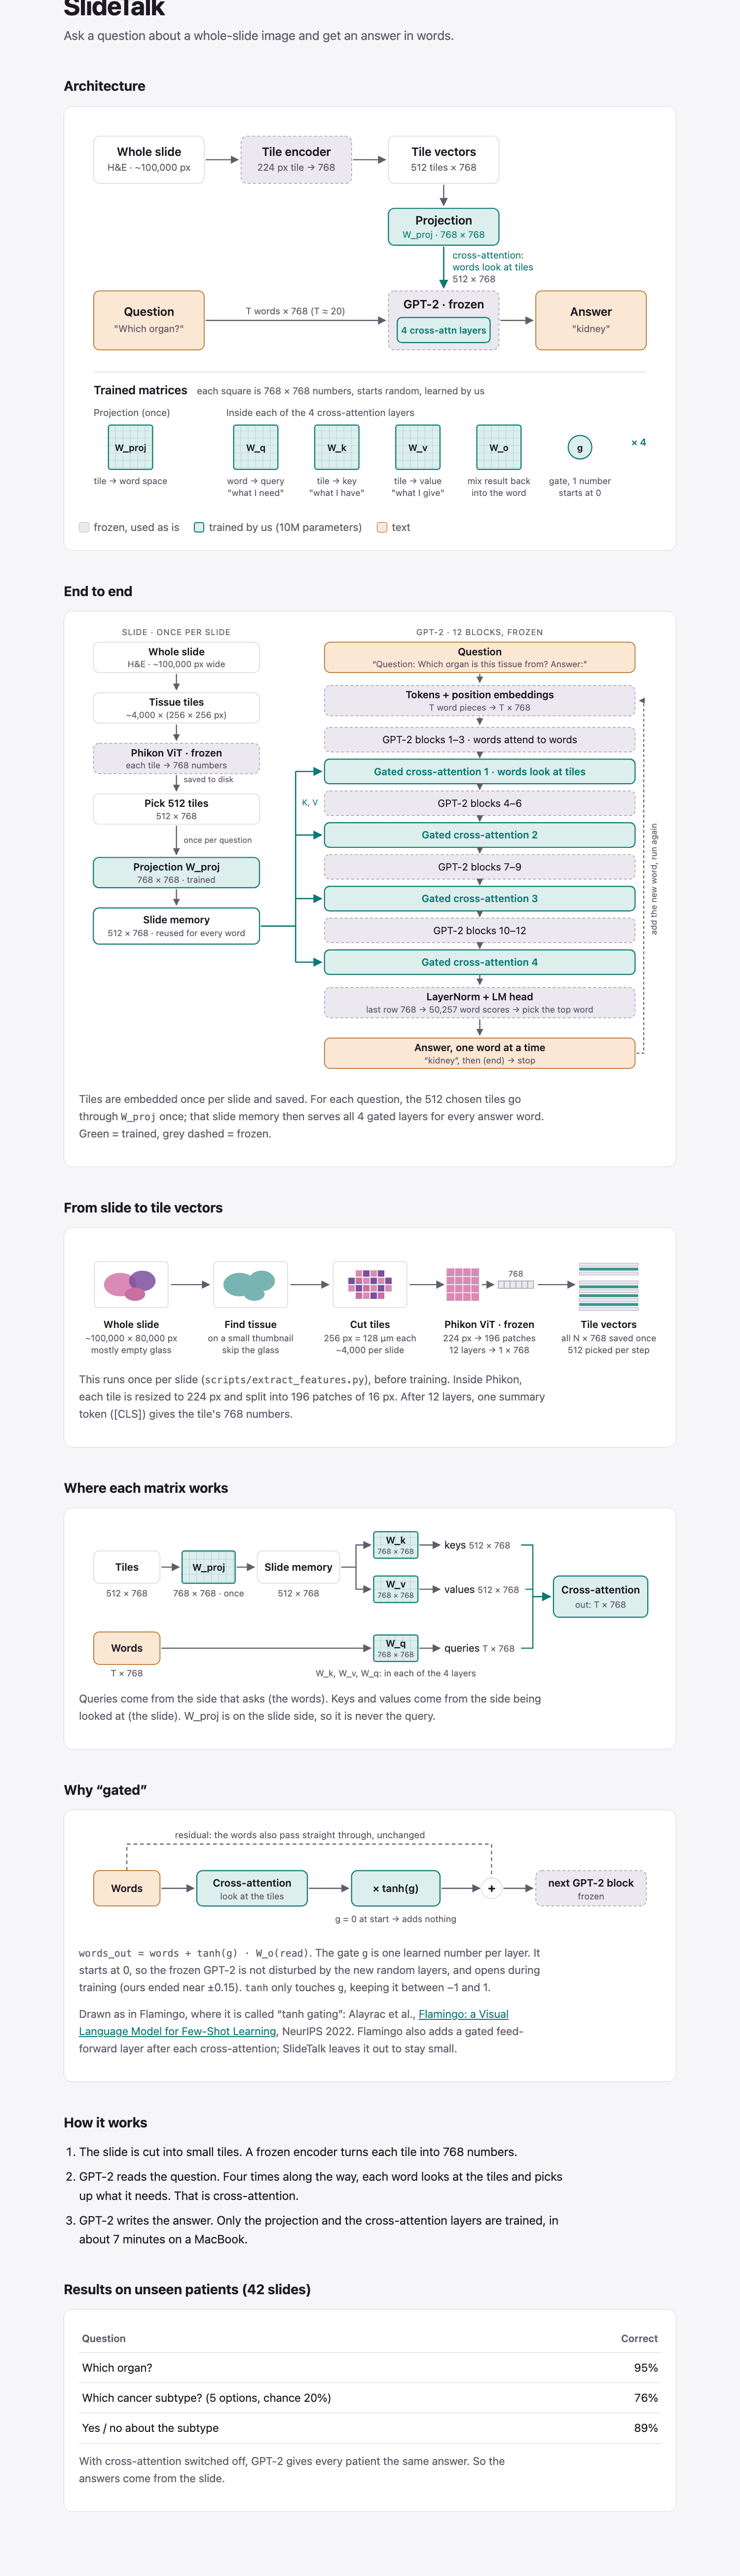 SlideTalk
Ask a question about a whole-slide image and get an answer in words.
Architecture
Whole slide
H&E · ~100,000 px
Tile encoder
224 px tile → 768
Tile vectors
512 tiles × 768
Projection
W_proj · 768 × 768
cross-attention:
words look at tiles
512 × 768
Question
"Which organ?"
T words × 768 (T ≈ 20)
GPT-2 · frozen
4 cross-attn layers
Answer
"kidney"
Trained matrices each square is 768 × 768 numbers, starts random, learned by us
Projection (once)
Inside each of the 4 cross-attention layers
W_proj
W_q
W_k
W_v
W_o
g
× 4
tile → word space
word → query
"what I need"
tile → key
"what I have"
tile → value
"what I give"
mix result back
into the word
gate, 1 number
starts at 0
frozen, used as is
trained by us (10M parameters)
text
End to end
SLIDE · ONCE PER SLIDE
Whole slide
H&E · ~100,000 px wide
Tissue tiles
~4,000 × (256 × 256 px)
Phikon ViT · frozen
each tile → 768 numbers
saved to disk
Pick 512 tiles
512 × 768
once per question
Projection W_proj
768 × 768 · trained
Slide memory
512 × 768 · reused for every word
K, V
GPT-2 · 12 BLOCKS, FROZEN
Question
"Question: Which organ is this tissue from? Answer:"
Tokens + position embeddings
T word pieces → T × 768
GPT-2 blocks 1–3 · words attend to words
Gated cross-attention 1 · words look at tiles
GPT-2 blocks 4–6
Gated cross-attention 2
GPT-2 blocks 7–9
Gated cross-attention 3
GPT-2 blocks 10–12
Gated cross-attention 4
LayerNorm + LM head
last row 768 → 50,257 word scores → pick the top word
Answer, one word at a time
"kidney", then (end) → stop
add the new word, run again
Tiles are embedded once per slide and saved. For each question, the 512 chosen tiles go
through W_proj once; that slide memory then serves all 4 gated layers for every answer word.
Green = trained, grey dashed = frozen.
From slide to tile vectors
768
Whole slide
~100,000 × 80,000 px
mostly empty glass
Find tissue
on a small thumbnail
skip the glass
Cut tiles
256 px = 128 µm each
~4,000 per slide
Phikon ViT · frozen
224 px → 196 patches
12 layers → 1 × 768
Tile vectors
all N × 768 saved once
512 picked per step
This runs once per slide (scripts/extract_features.py), before training. Inside Phikon,
each tile is resized to 224 px and split into 196 patches of 16 px. After 12 layers, one summary
token ([CLS]) gives the tile's 768 numbers.
Where each matrix works
Tiles
512 × 768
W_proj
768 × 768 · once
Slide memory
512 × 768
W_k
768 × 768
keys 512 × 768
W_v
768 × 768
values 512 × 768
Cross-attention
out: T × 768
Words
T × 768
W_q
768 × 768
queries T × 768
W_k, W_v, W_q: in each of the 4 layers
Queries come from the side that asks (the words). Keys and values come from the side being
looked at (the slide). W_proj is on the slide side, so it is never the query.
Why “gated”
residual: the words also pass straight through, unchanged
Words
Cross-attention
look at the tiles
× tanh(g)
+
next GPT-2 block
frozen
g = 0 at start → adds nothing
words_out = words + tanh(g) · W_o(read). The gate g is one learned number per layer. It
starts at 0, so the frozen GPT-2 is not disturbed by the new random layers, and opens during
training (ours ended near ±0.15). tanh only touches g, keeping it between −1 and 1.
Drawn as in Flamingo, where it is called “tanh gating”: Alayrac et al., Flamingo: a Visual
Language Model for Few-Shot Learning, NeurIPS 2022. Flamingo also adds a gated feed-
forward layer after each cross-attention; SlideTalk leaves it out to stay small.
How it works
1. The slide is cut into small tiles. A frozen encoder turns each tile into 768 numbers.
2. GPT-2 reads the question. Four times along the way, each word looks at the tiles and picks
up what it needs. That is cross-attention.
3. GPT-2 writes the answer. Only the projection and the cross-attention layers are trained, in
about 7 minutes on a MacBook.
Results on unseen patients (42 slides)
Question Correct
Which organ? 95%
Which cancer subtype? (5 options, chance 20%) 76%
Yes / no about the subtype 89%
With cross-attention switched off, GPT-2 gives every patient the same answer. So the
answers come from the slide.